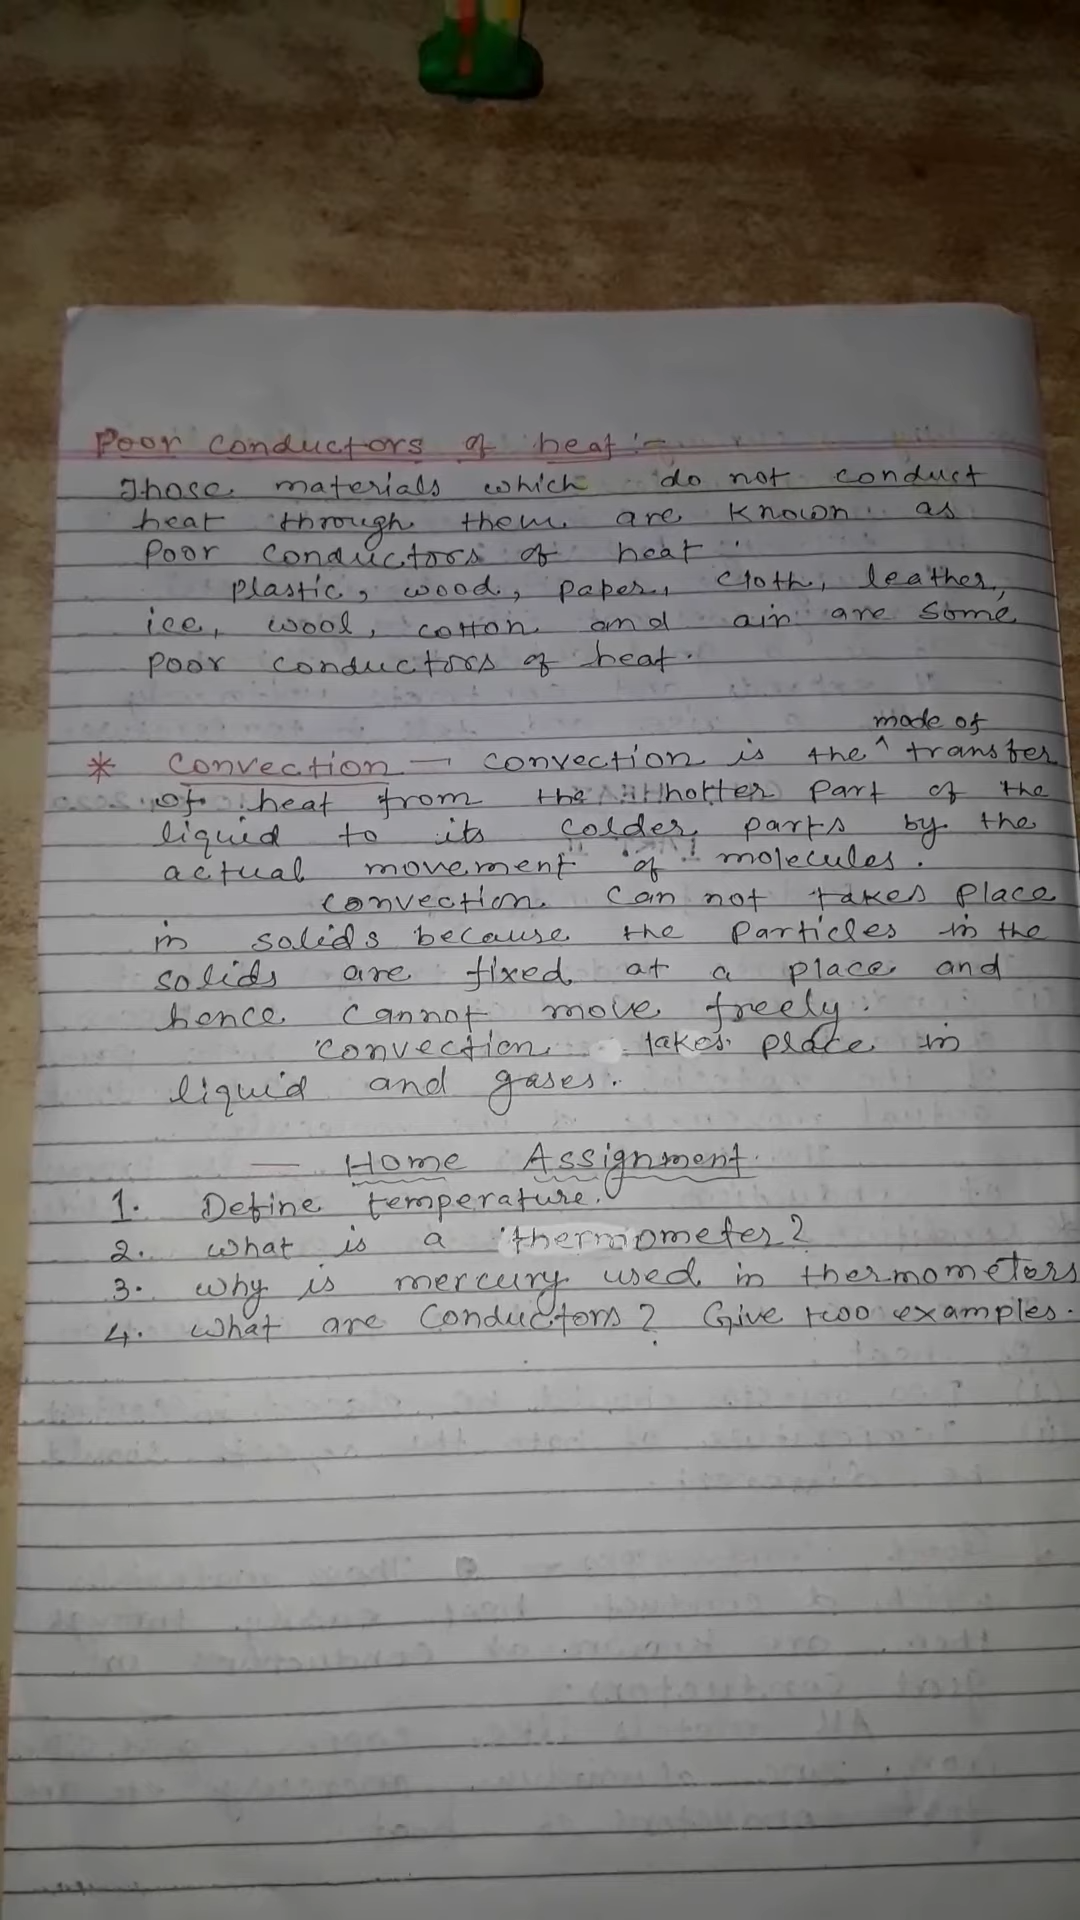 Poor conductors of heat :-
Those materials which do not conduct
heat through them are known as
poor conductors of heat.
plastic, wood, paper, cloth, leather,
ice, wool, cotton and air are some
poor conductors of heat.
mode of
* Convection - convection is the ^ transfer
of heat from the hotter part of the
liquid to its colder parts by the
actual movement of molecules.
convection can not takes place
in solids because the particles in the
solids are fixed at a place and
hence cannot move freely.
convection takes place in
liquid and gases.
- Home Assignment
1. Define temperature.
2. What is a thermometer?
3. Why is mercury used in thermometers
4. What are conductors? Give two examples.